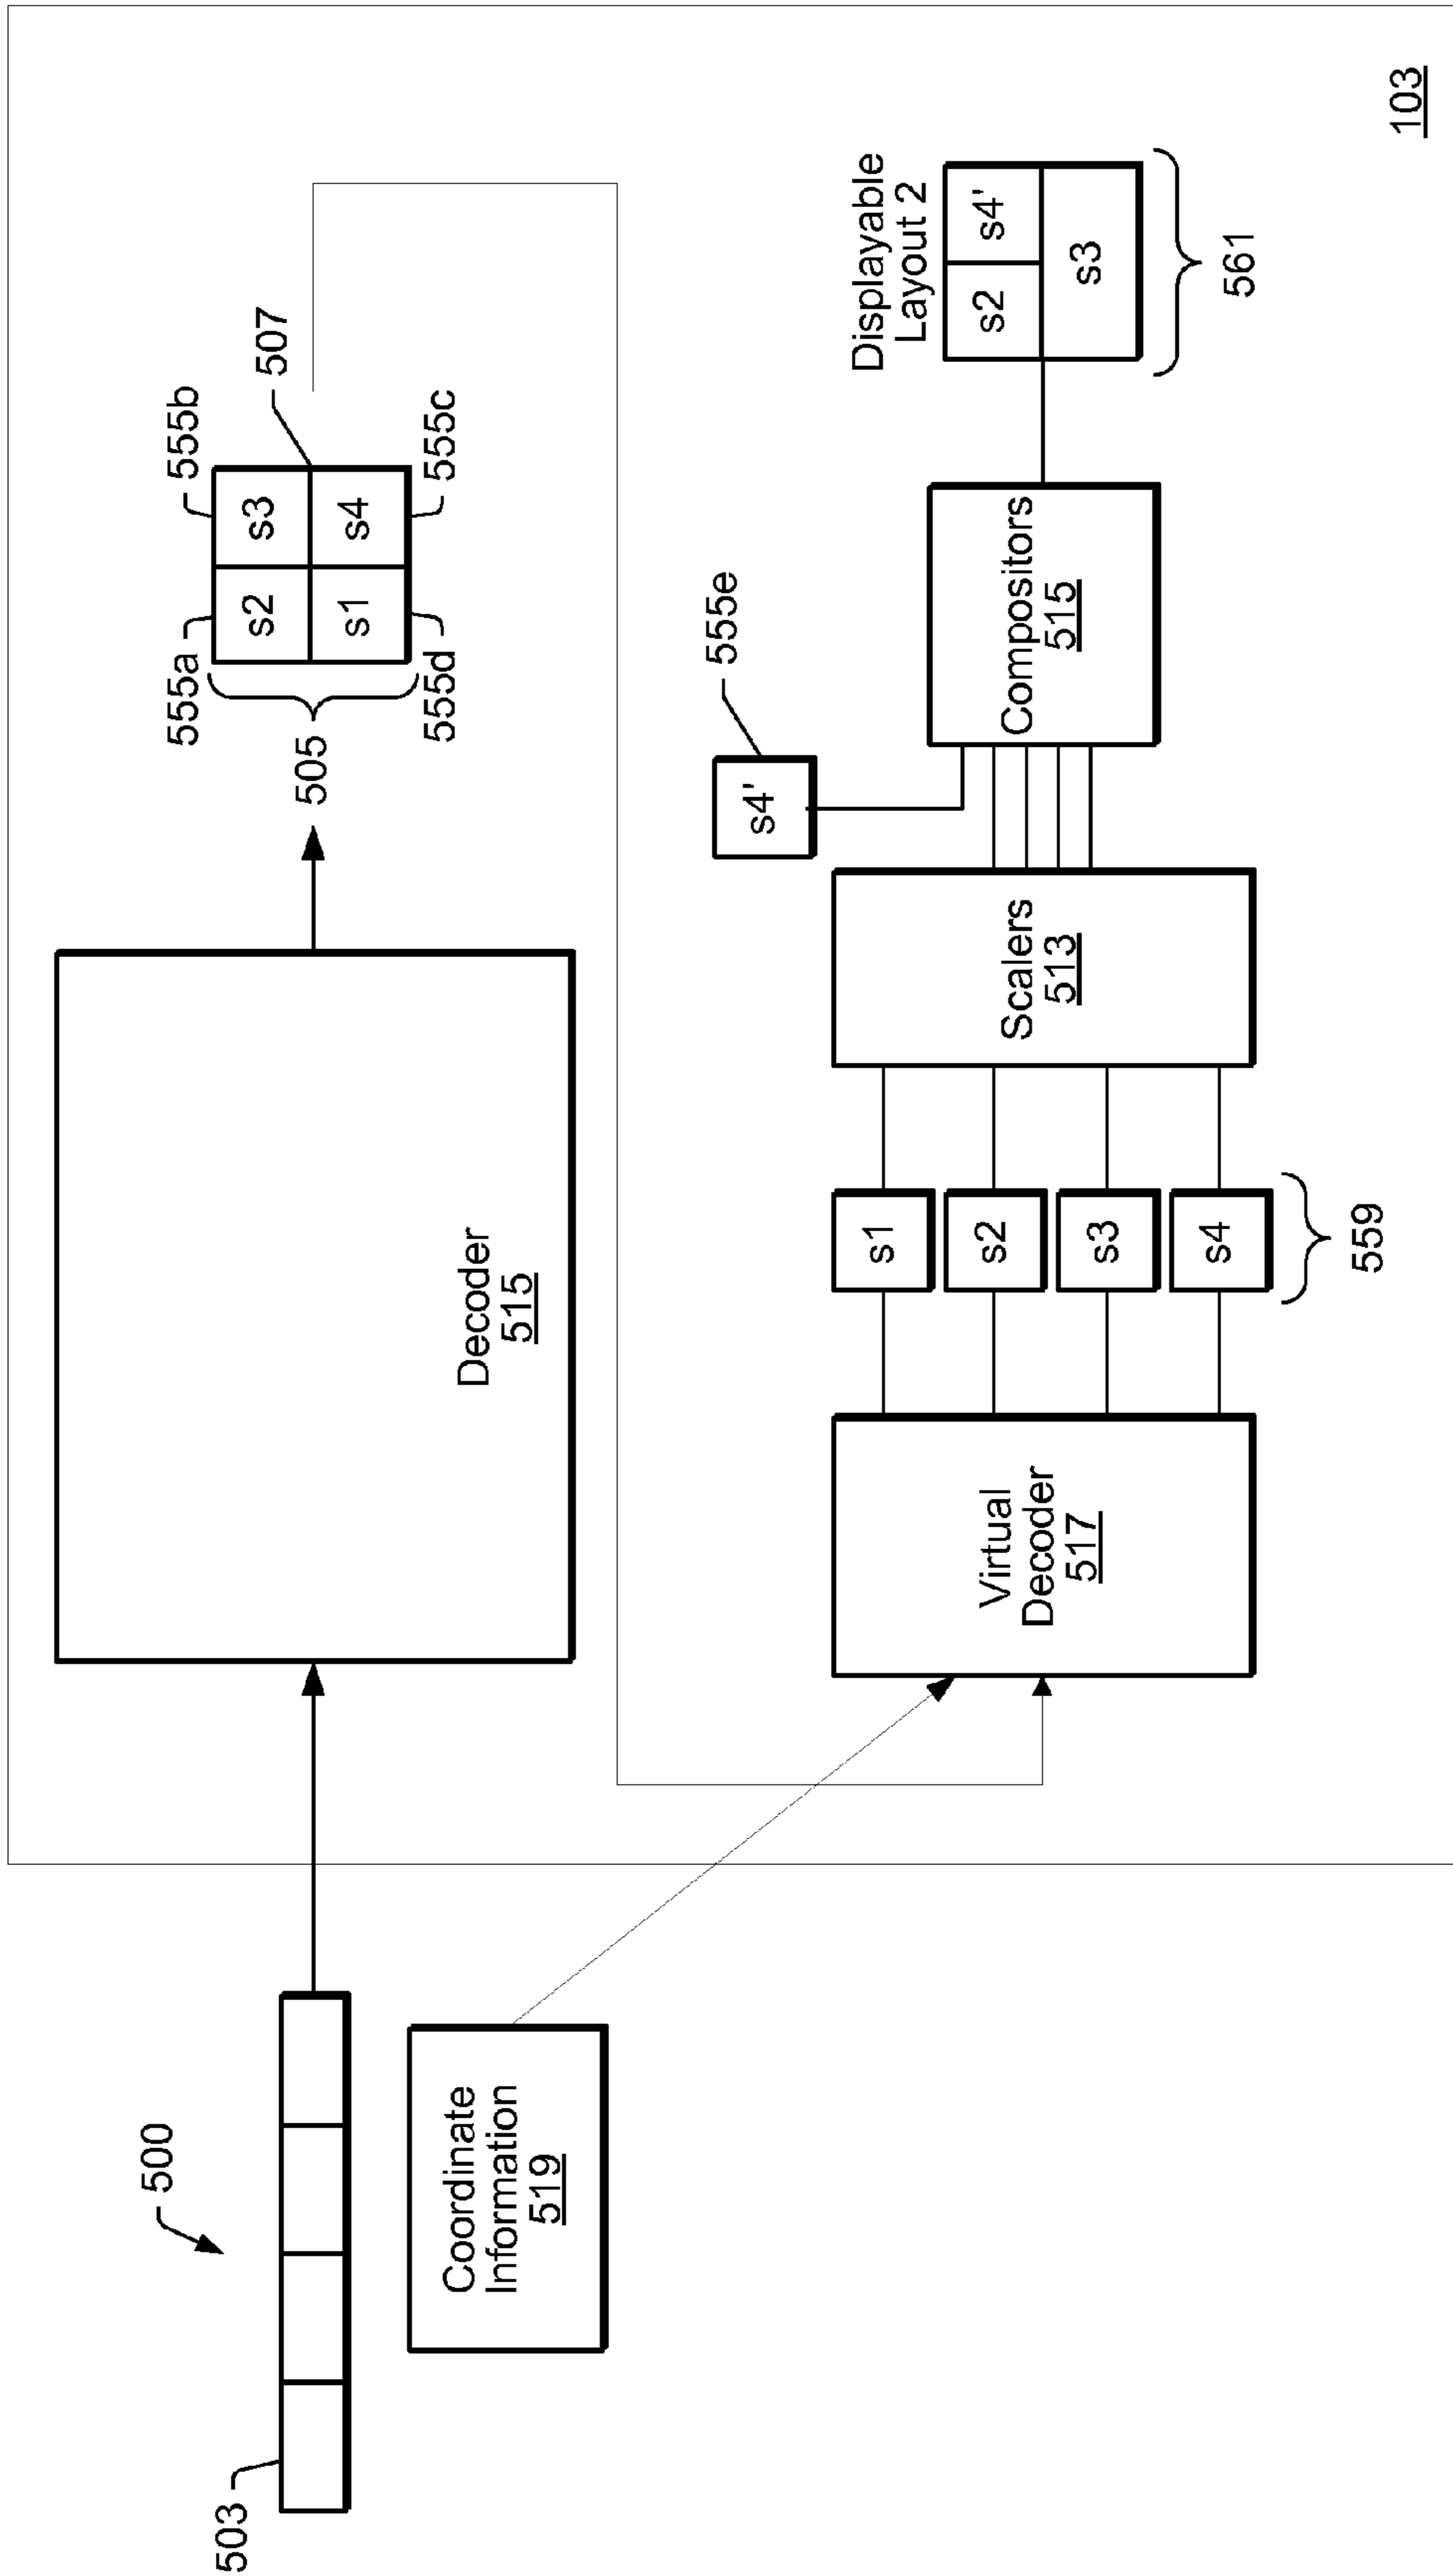 500
503
Coordinate
Information
519
Decoder
515
505
555a
555b
s2
s3
s1
s4
507
555d
555c
Virtual
Decoder
517
s1
s2
s3
s4
559
Scalers
513
s4'
555e
Compositors
515
Displayable
Layout 2
s2
s4'
s3
561
103